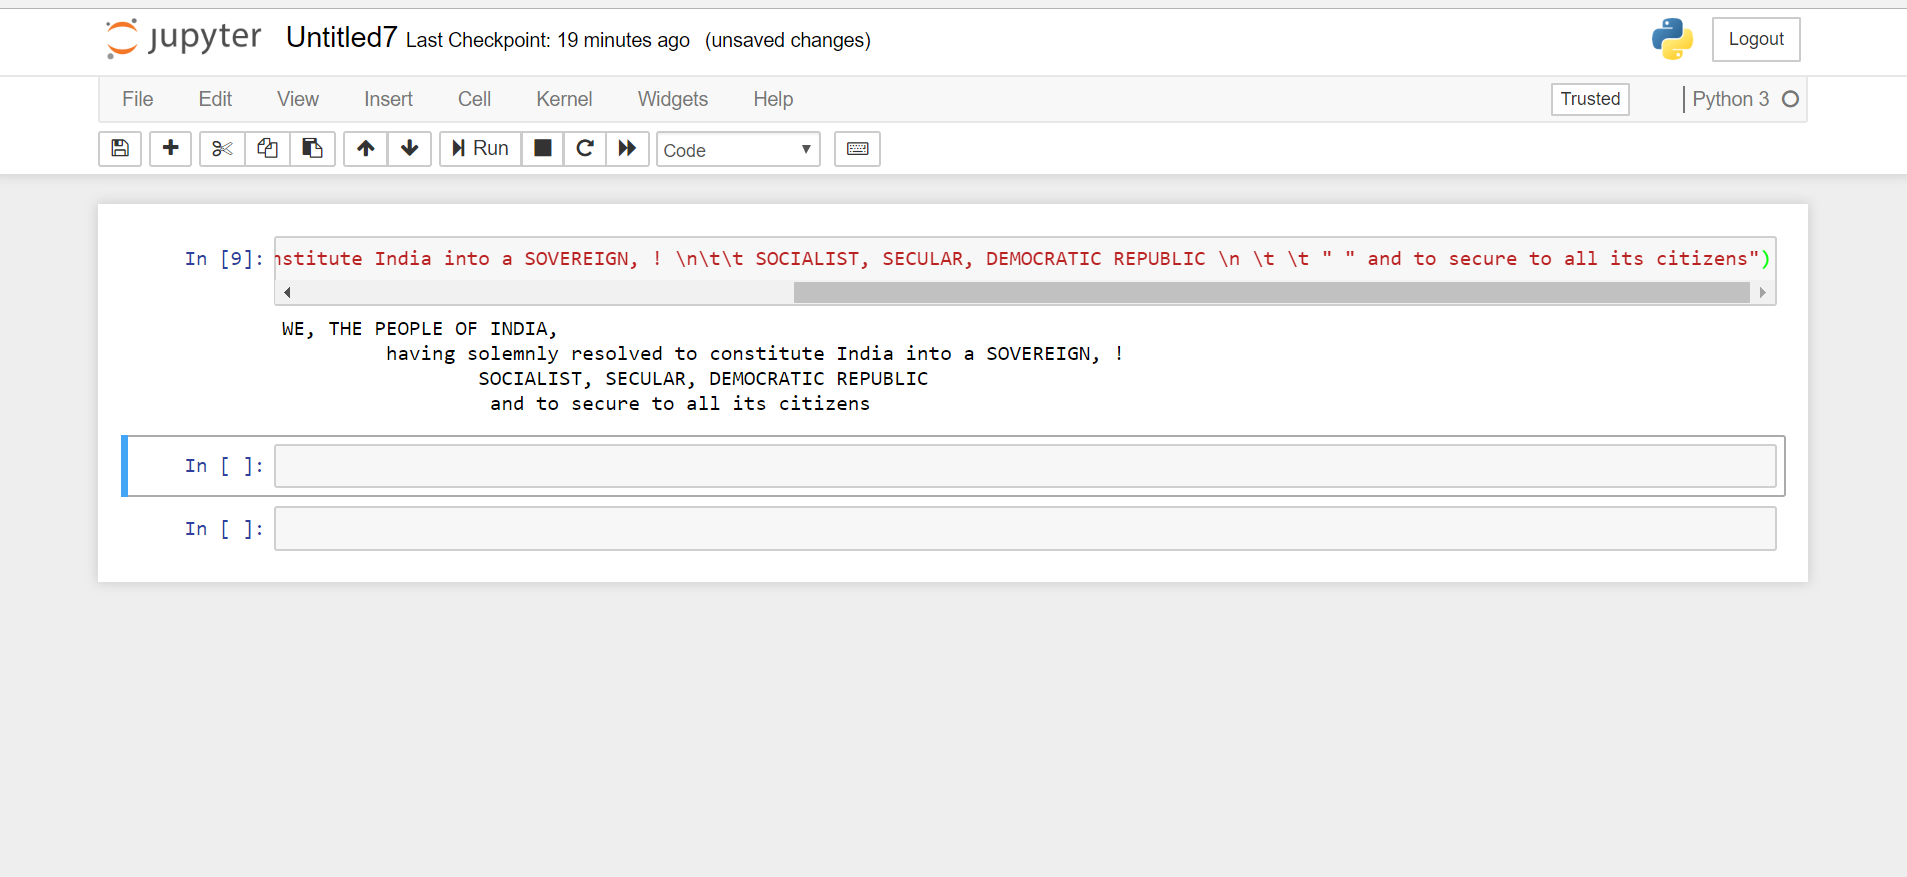 jupyter Untitled7 Last Checkpoint: 19 minutes ago (unsaved changes) Logout
File Edit View Insert Cell Kernel Widgets Help Trusted Python 3
Run Code
In [9]: nstitute India into a SOVEREIGN, ! \n\t\t SOCIALIST, SECULAR, DEMOCRATIC REPUBLIC \n \t \t " " and to secure to all its citizens")
WE, THE PEOPLE OF INDIA,
having solemnly resolved to constitute India into a SOVEREIGN, !
SOCIALIST, SECULAR, DEMOCRATIC REPUBLIC
and to secure to all its citizens
In [ ]:
In [ ]: